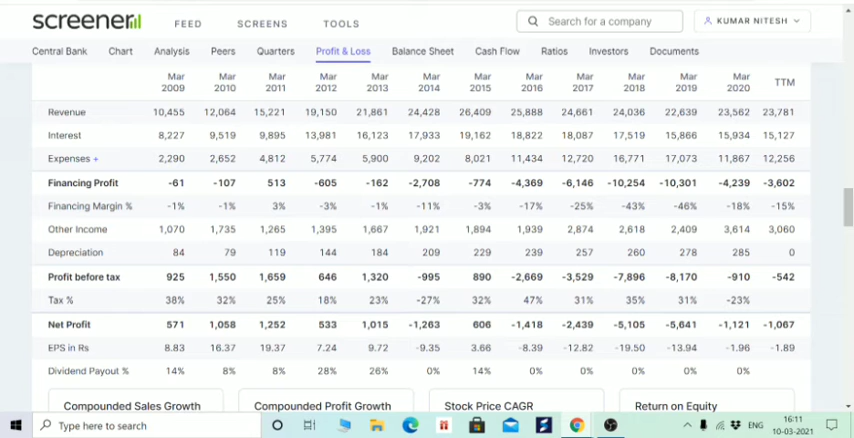 screener
FEED SCREENS TOOLS
Search for a company
KUMAR NITESH
Central Bank Chart Analysis Peers Quarters Profit & Loss Balance Sheet Cash Flow Ratios Investors Documents
Mar 2009 Mar 2010 Mar 2011 Mar 2012 Mar 2013 Mar 2014 Mar 2015 Mar 2016 Mar 2017 Mar 2018 Mar 2019 Mar 2020 TTM
Revenue 10,455 12,064 15,221 19,150 21,861 24,428 26,409 25,888 24,661 24,036 22,639 23,562 23,781
Interest 8,227 9,519 9,895 13,981 16,123 17,933 19,162 18,822 18,087 17,519 15,866 15,934 15,127
Expenses + 2,290 2,652 4,812 5,774 5,900 9,202 8,021 11,434 12,720 16,771 17,073 11,867 12,256
Financing Profit -61 -107 513 -605 -162 -2,708 -774 -4,369 -6,146 -10,254 -10,301 -4,239 -3,602
Financing Margin % -1% -1% 3% -3% -1% -11% -3% -17% -25% -43% -46% -18% -15%
Other Income 1,070 1,735 1,265 1,395 1,667 1,921 1,894 1,939 2,874 2,618 2,409 3,614 3,060
Depreciation 84 79 119 144 184 209 229 239 257 260 278 285 0
Profit before tax 925 1,550 1,659 646 1,320 -995 890 -2,669 -3,529 -7,896 -8,170 -910 -542
Tax % 38% 32% 25% 18% 23% -27% 32% 47% 31% 35% 31% -23%
Net Profit 571 1,058 1,252 533 1,015 -1,263 606 -1,418 -2,439 -5,105 -5,641 -1,121 -1,067
EPS in Rs 8.83 16.37 19.37 7.24 9.72 -9.35 3.66 -8.39 -12.82 -19.50 -13.94 -1.96 -1.89
Dividend Payout % 14% 8% 8% 28% 26% 0% 14% 0% 0% 0% 0% 0%
Compounded Sales Growth Compounded Profit Growth Stock Price CAGR Return on Equity
Type here to search
ENG
16:11
10-03-2021